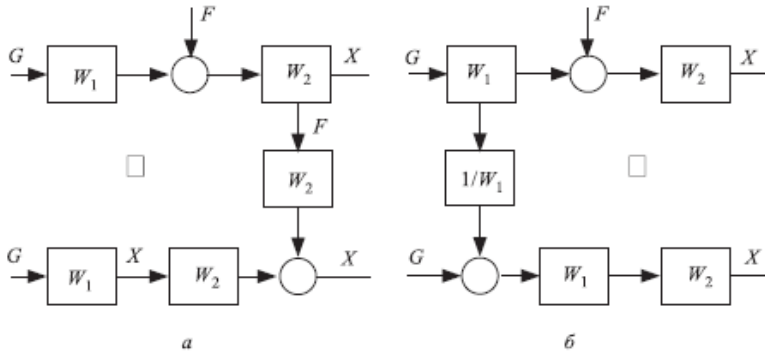 F F
G W1 W2 X G W1 W2 X
F
W2 1/W1
G W1 X W2 X G W1 W2 X
а б